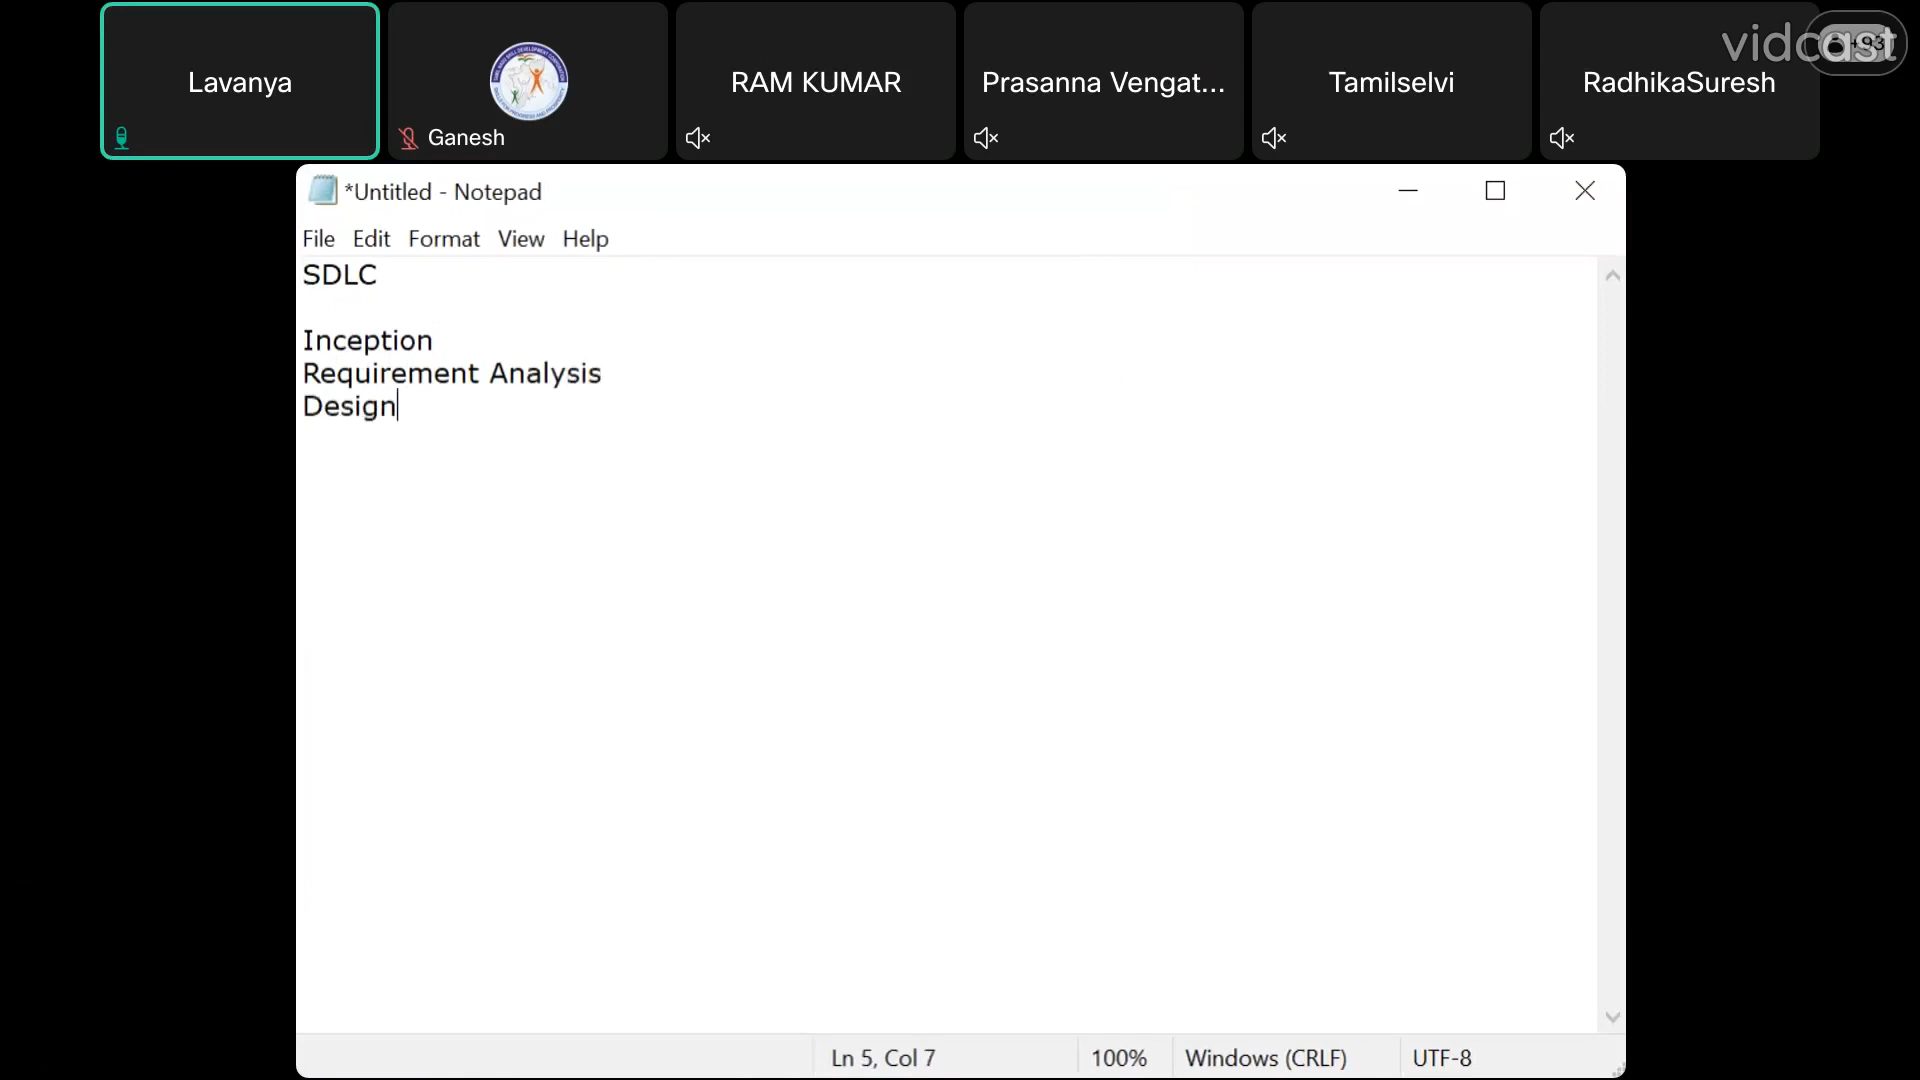 Lavanya
Ganesh
RAM KUMAR
Prasanna Vengat...
Tamilselvi
RadhikaSuresh
vidcast
+93
*Untitled - Notepad
File Edit Format View Help
SDLC
Inception
Requirement Analysis
Design
Ln 5, Col 7 100% Windows (CRLF) UTF-8